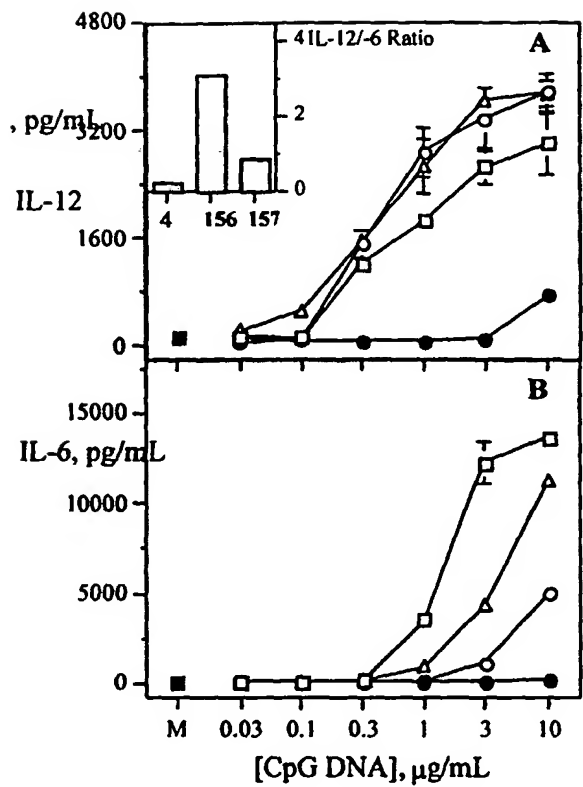 4800
4 IL-12/-6 Ratio
A
, pg/mL
3200
2
IL-12
0
4 156 157
1600
0
B
15000
IL-6, pg/mL
10000
5000
0
M 0.03 0.1 0.3 1 3 10
[CpG DNA], μg/mL